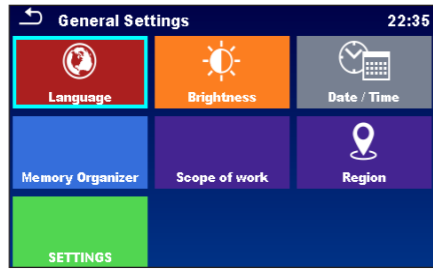 General Settings 22:35
Language Brightness Date / Time
Memory Organizer Scope of work Region
SETTINGS